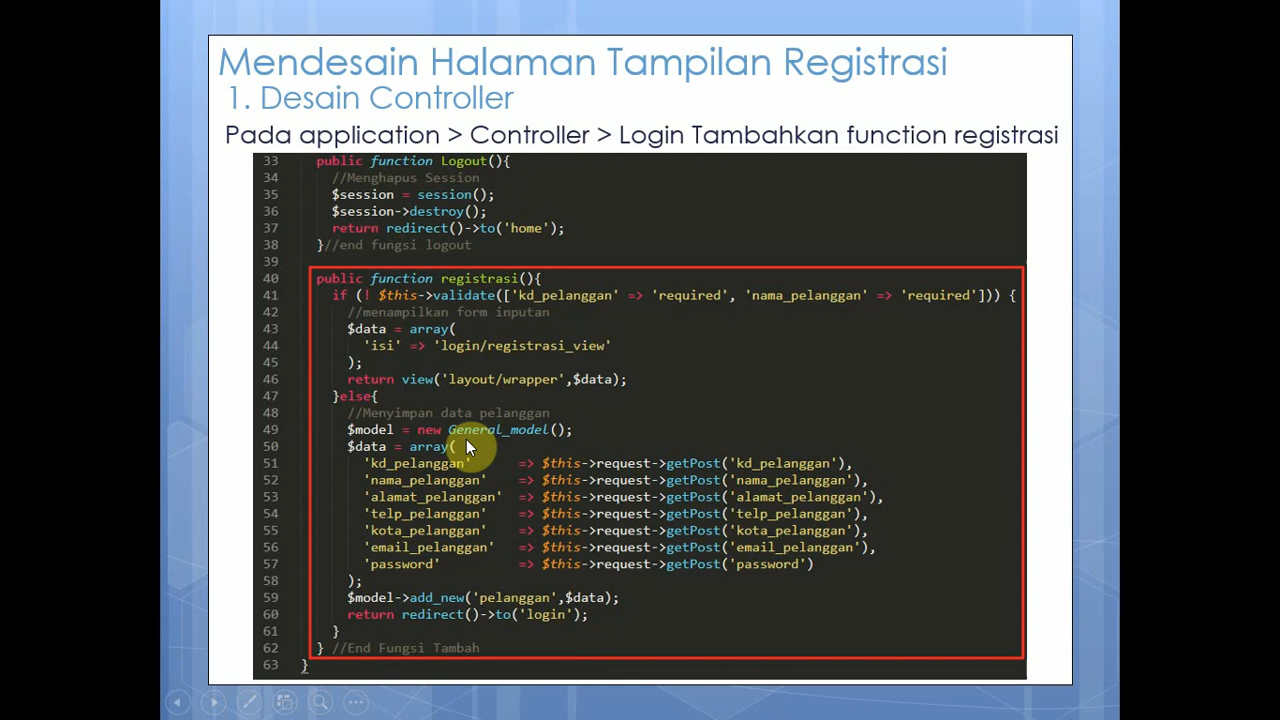 Mendesain Halaman Tampilan Registrasi
1. Desain Controller
Pada application > Controller > Login Tambahkan function registrasi
33 public function Logout(){
34 //Menghapus Session
35 $session = session();
36 $session->destroy();
37 return redirect()->to('home');
38 }//end fungsi logout
39
40 public function registrasi(){
41 if (! $this->validate(['kd_pelanggan' => 'required', 'nama_pelanggan' => 'required'])) {
42 //menampilkan form inputan
43 $data = array(
44 'isi' => 'login/registrasi_view'
45 );
46 return view('layout/wrapper',$data);
47 }else{
48 //Menyimpan data pelanggan
49 $model = new General_model();
50 $data = array(
51 'kd_pelanggan' => $this->request->getPost('kd_pelanggan'),
52 'nama_pelanggan' => $this->request->getPost('nama_pelanggan'),
53 'alamat_pelanggan' => $this->request->getPost('alamat_pelanggan'),
54 'telp_pelanggan' => $this->request->getPost('telp_pelanggan'),
55 'kota_pelanggan' => $this->request->getPost('kota_pelanggan'),
56 'email_pelanggan' => $this->request->getPost('email_pelanggan'),
57 'password' => $this->request->getPost('password')
58 );
59 $model->add_new('pelanggan',$data);
60 return redirect()->to('login');
61 }
62 } //End Fungsi Tambah
63 }